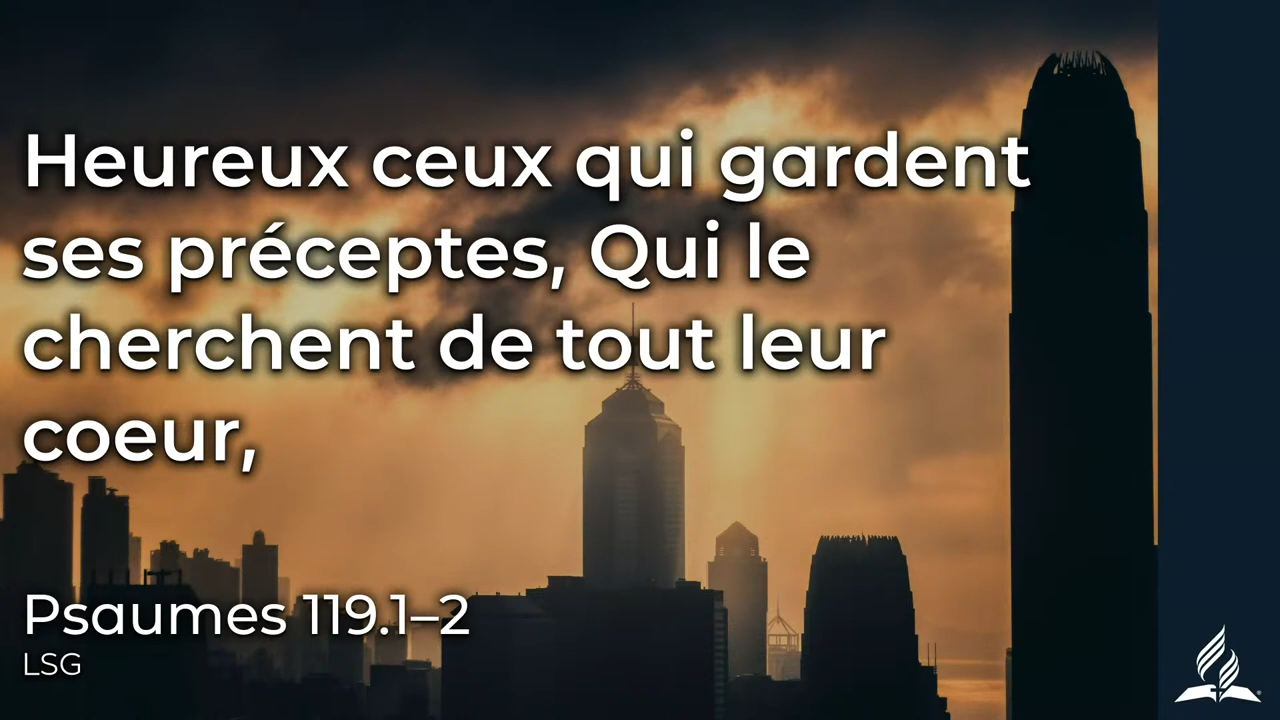 Heureux ceux qui gardent
ses préceptes, Qui le
cherchent de tout leur
coeur,
Psaumes 119.1–2
LSG